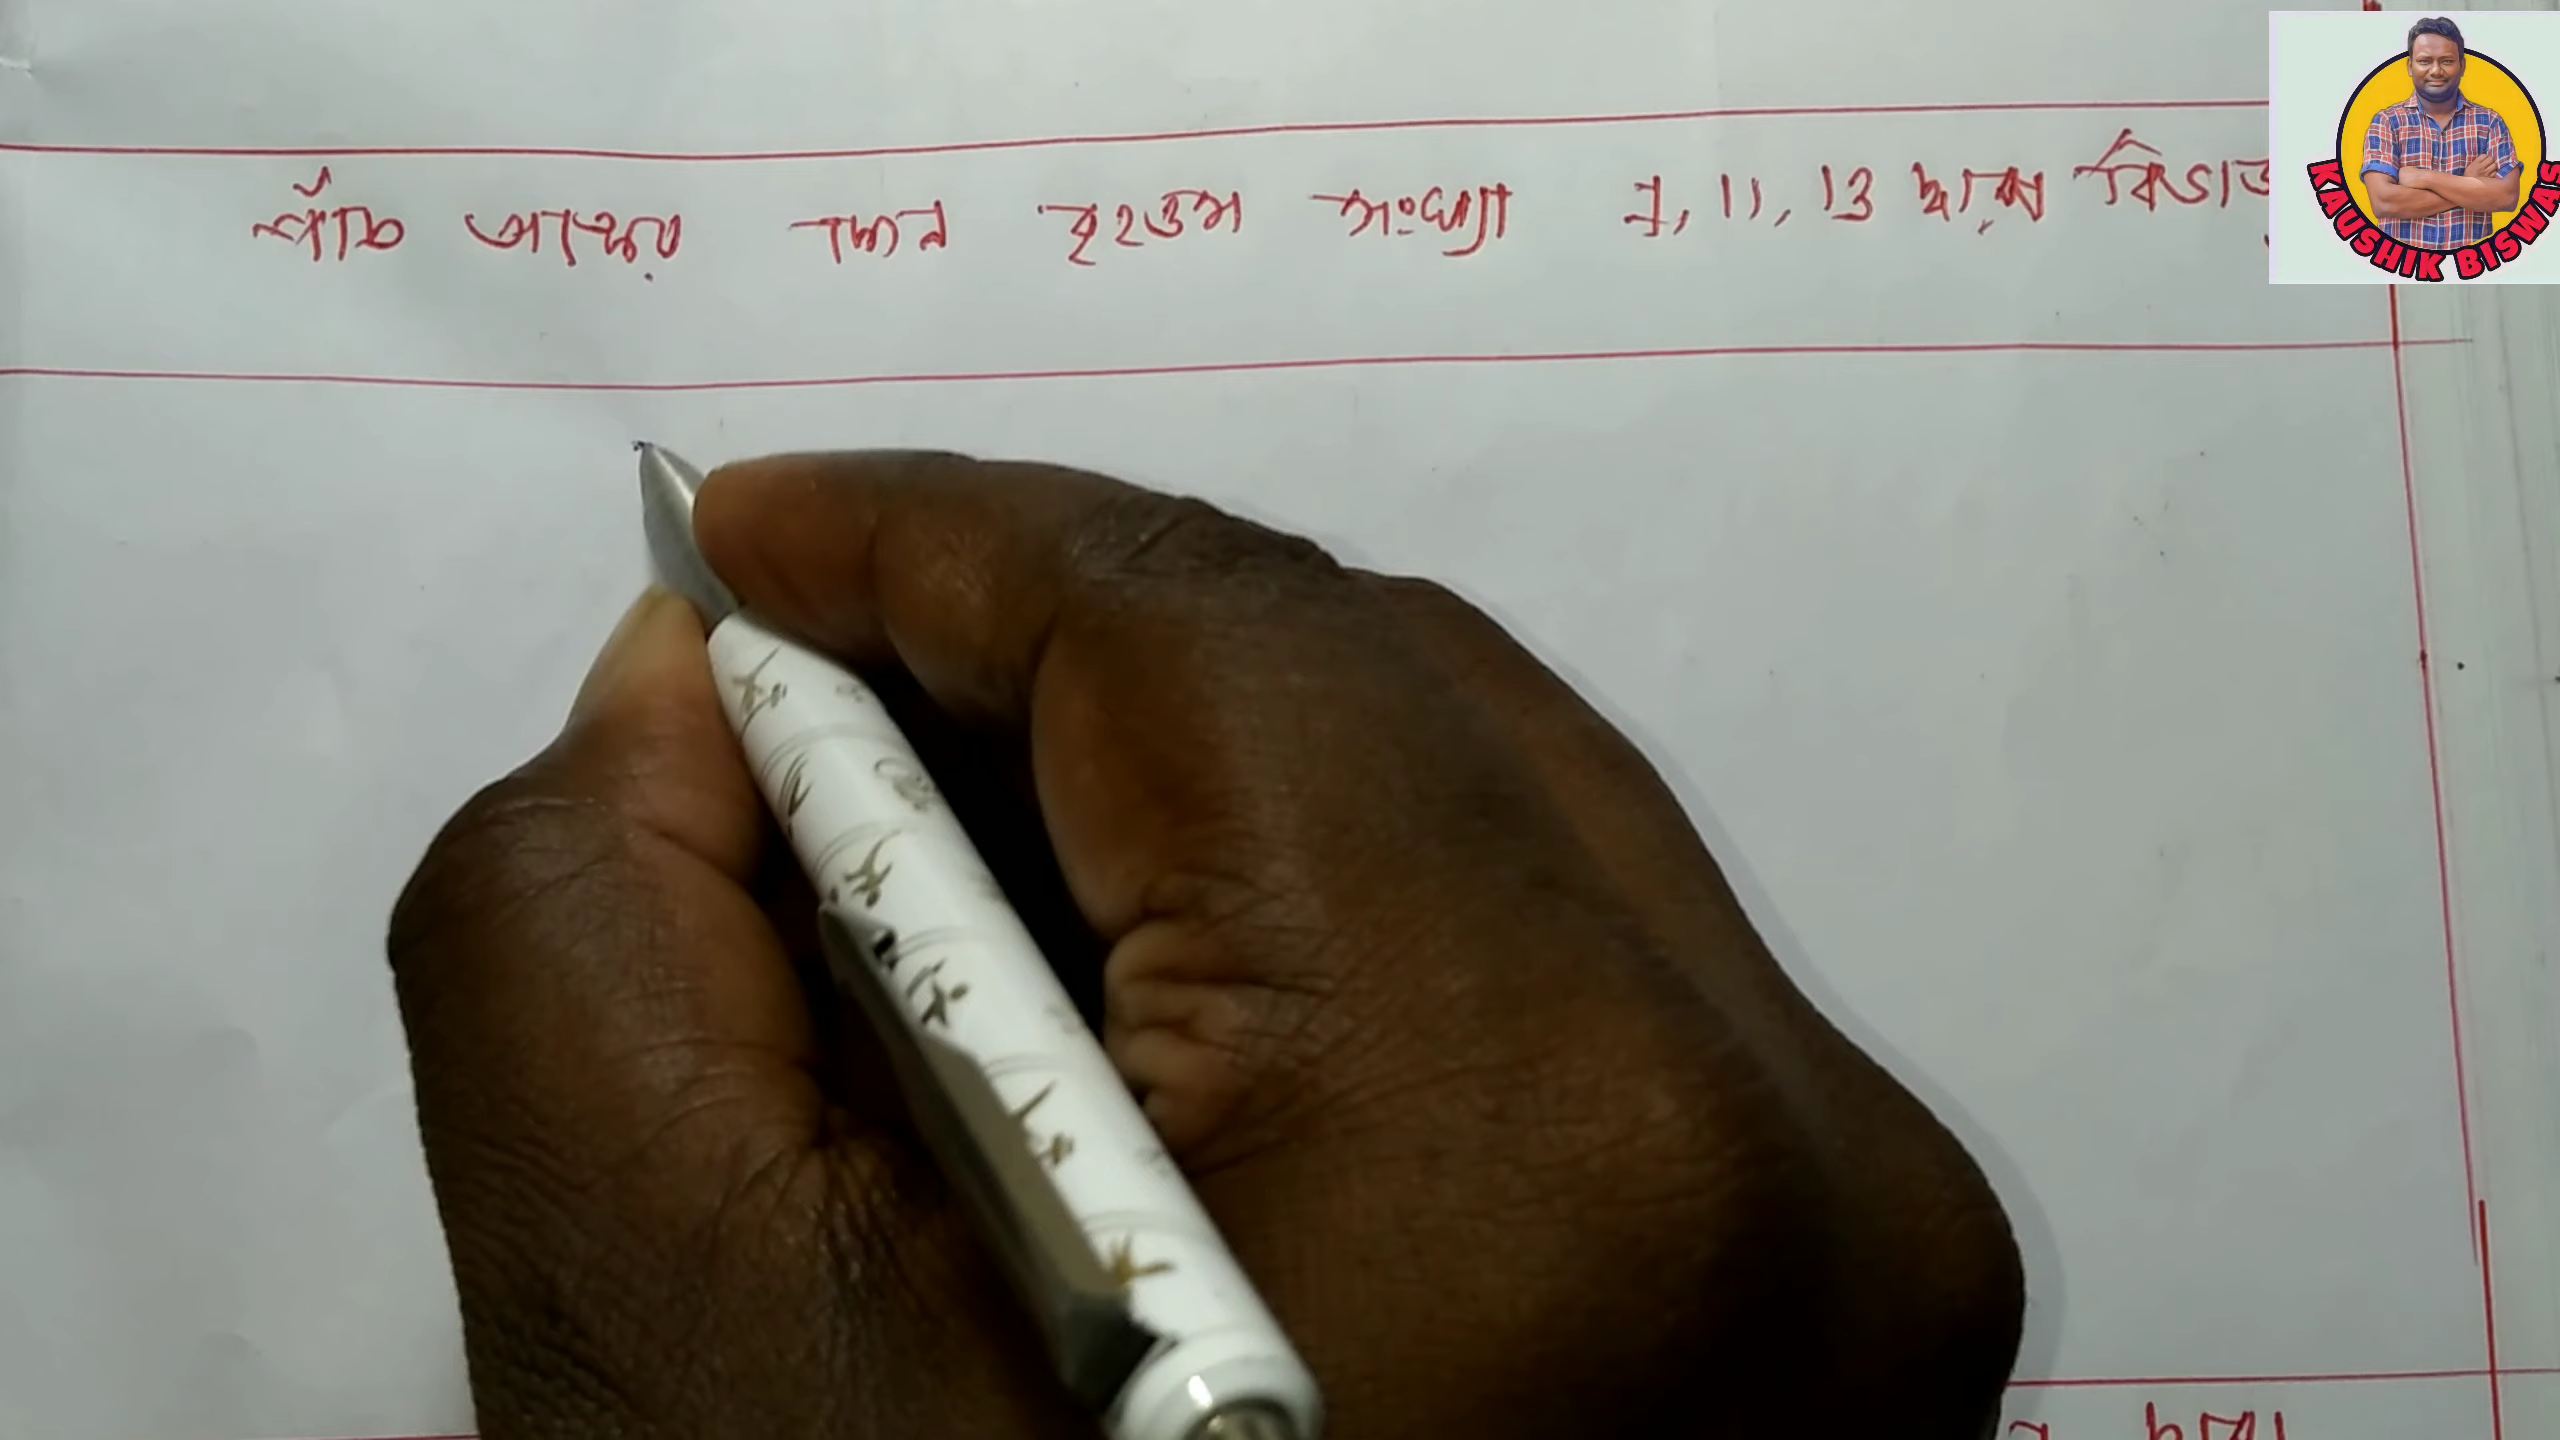 পাঁচ অঙ্কের কোন বৃহত্তম সংখ্যা 7, 11, 13 দ্বারা
KAUSHIK BISWAS